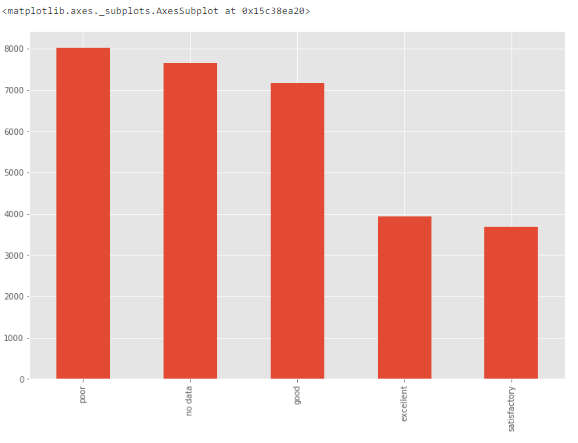 <matplotlib.axes._subplots.AxesSubplot at 0x15c38ea20>
8000
7000
6000
5000
4000
3000
2000
1000
0
poor
no data
good
excellent
satisfactory